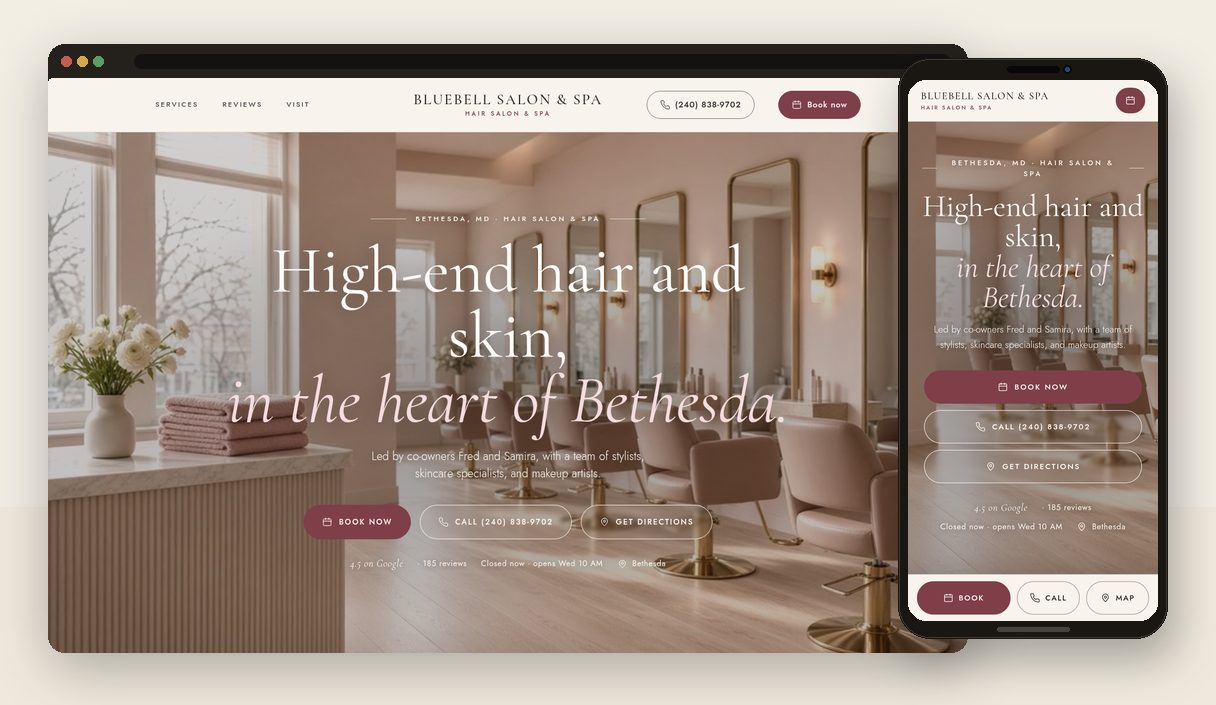 SERVICES REVIEWS VISIT
BLUEBELL SALON & SPA
HAIR SALON & SPA
(240) 838-9702
Book now
BETHESDA, MD · HAIR SALON & SPA
High-end hair and
skin,
in the heart of Bethesda.
Led by co-owners Fred and Samira, with a team of stylists,
skincare specialists, and makeup artists.
BOOK NOW
CALL (240) 838-9702
GET DIRECTIONS
4.5 on Google · 185 reviews Closed now · opens Wed 10 AM Bethesda
BLUEBELL SALON & SPA
HAIR SALON & SPA
BETHESDA, MD · HAIR SALON &
SPA
High-end hair and
skin,
in the heart of
Bethesda.
Led by co-owners Fred and Samira, with a team of
stylists, skincare specialists, and makeup artists.
BOOK NOW
CALL (240) 838-9702
GET DIRECTIONS
4.5 on Google · 185 reviews
Closed now · opens Wed 10 AM Bethesda
BOOK
CALL
MAP